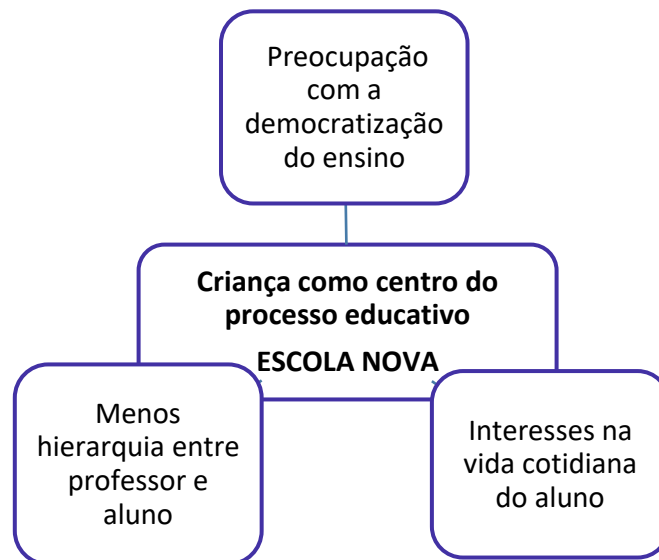 Preocupação
com a
democratização
do ensino
Criança como centro do
processo educativo
ESCOLA NOVA
Menos
hierarquia entre
professor e
aluno
Interesses na
vida cotidiana
do aluno